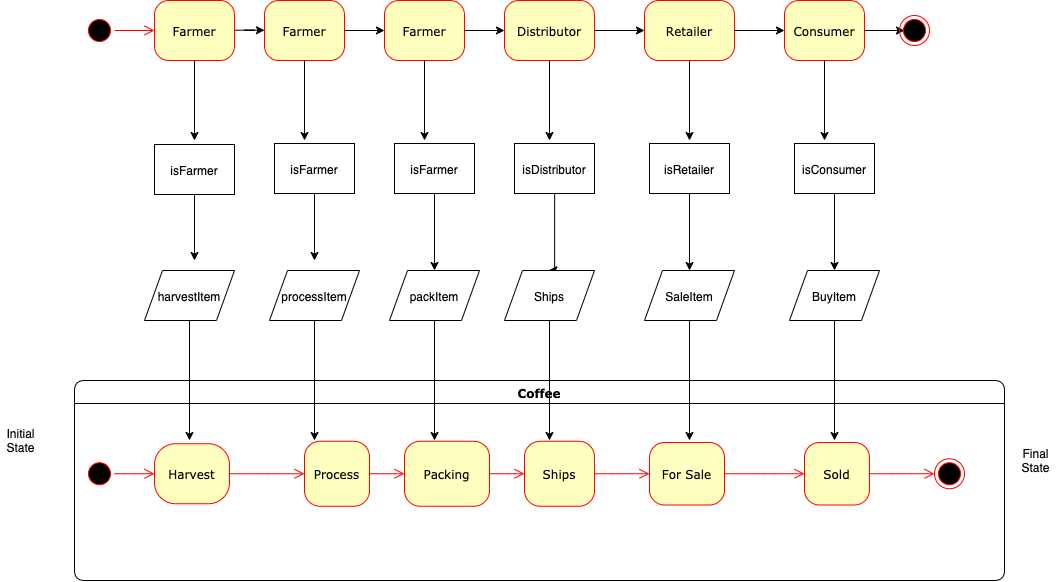 Farmer
Farmer
Farmer
Distributor
Retailer
Consumer
isFarmer
isFarmer
isFarmer
isDistributor
isRetailer
isConsumer
harvestItem
processItem
packItem
Ships
SaleItem
BuyItem
Coffee
Initial
State
Harvest
Process
Packing
Ships
For Sale
Sold
Final
State